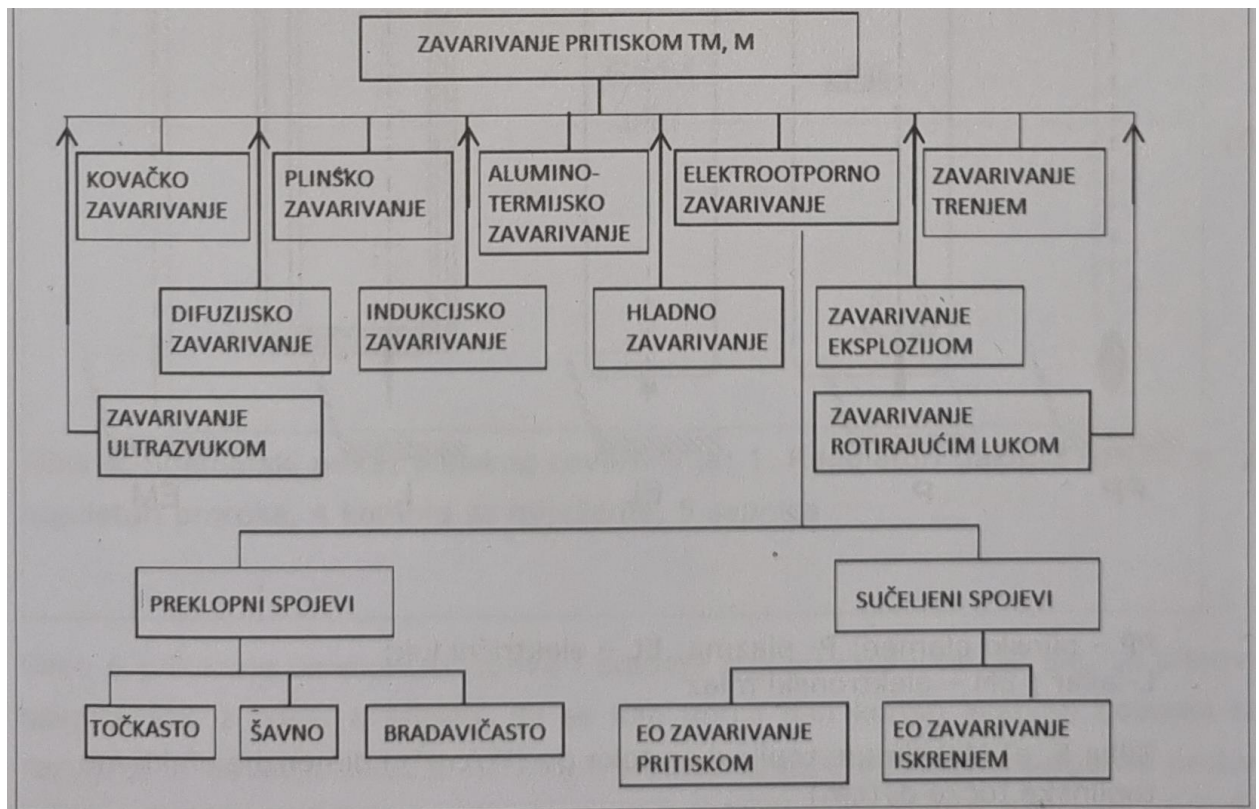 ZAVARIVANJE PRITISKOM TM, M
KOVAČKO
ZAVARIVANJE
PLINŠKO
ZAVARIVANJE
ALUMINO-
TERMIJSKO
ZAVARIVANJE
ELEKTROOTPORNO
ZAVARIVANJE
ZAVARIVANJE
TRENJEM
DIFUZIJSKO
ZAVARIVANJE
INDUKCIJSKO
ZAVARIVANJE
HLADNO
ZAVARIVANJE
ZAVARIVANJE
EKSPLOZIJOM
ZAVARIVANJE
ULTRAZVUKOM
ZAVARIVANJE
ROTIRAJUĆIM LUKOM
PREKLOPNI SPOJEVI
SUČELJENI SPOJEVI
TOČKASTO
ŠAVNO
BRADAVIČASTO
EO ZAVARIVANJE
PRITISKOM
EO ZAVARIVANJE
ISKRENJEM